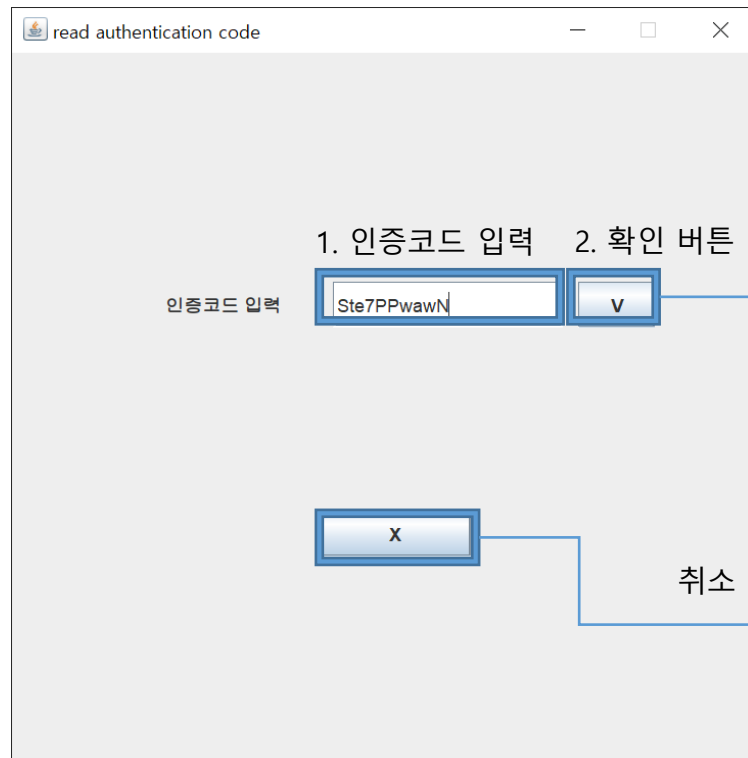 read authentication code
1. 인증코드 입력 2. 확인 버튼
인증코드 입력 Ste7PPwawN V
X
취소